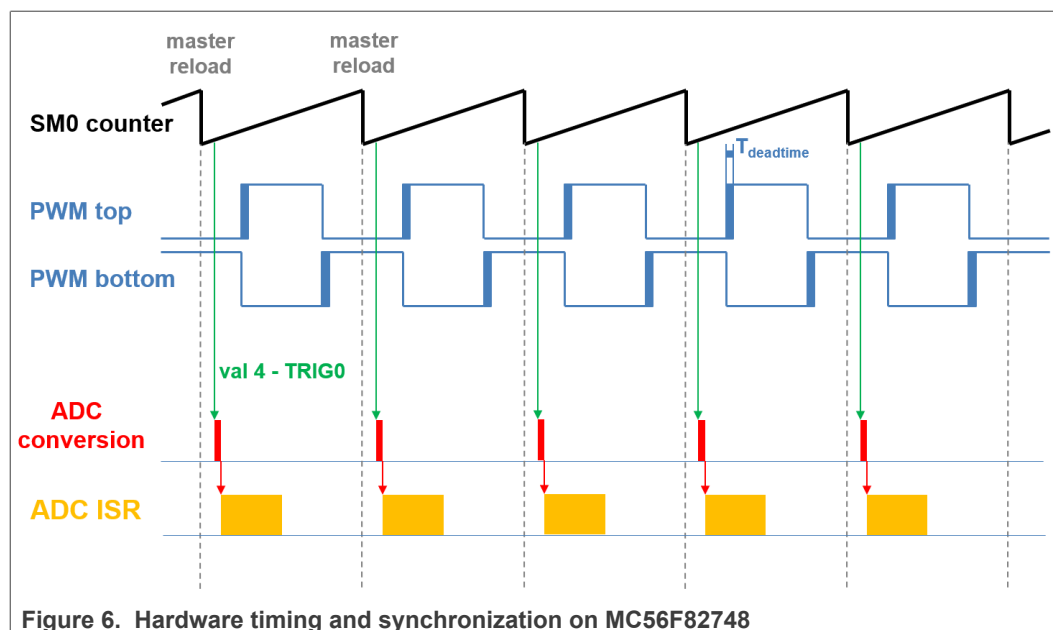 master
reload
master
reload
SM0 counter
Tdeadtime
PWM top
PWM bottom
val 4 - TRIG0
ADC
conversion
ADC ISR
Figure 6. Hardware timing and synchronization on MC56F82748